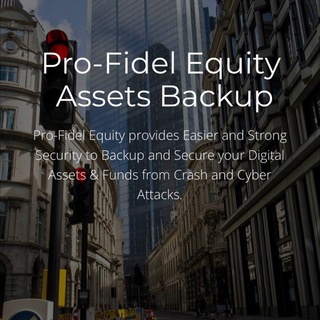 Pro-Fidel Equity
Assets Backup
Pro-Fidel Equity provides Easier and Strong
Security to Backup and Secure your Digital
Assets & Funds from Crash and Cyber
Attacks.